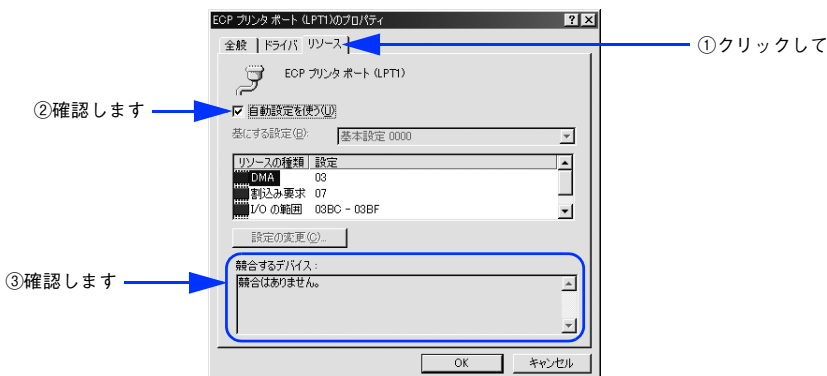 ECP プリンタ ポート (LPT1)のプロパティ
全般 ドライバ リソース
①クリックして
ECP プリンタ ポート (LPT1)
②確認します
自動設定を使う(U)
基にする設定(B): 基本設定 0000
リソースの種類 設定
DMA 03
割込み要求 07
I/O の範囲 03BC - 03BF
設定の変更(C)...
競合するデバイス:
③確認します
競合はありません。
OK キャンセル